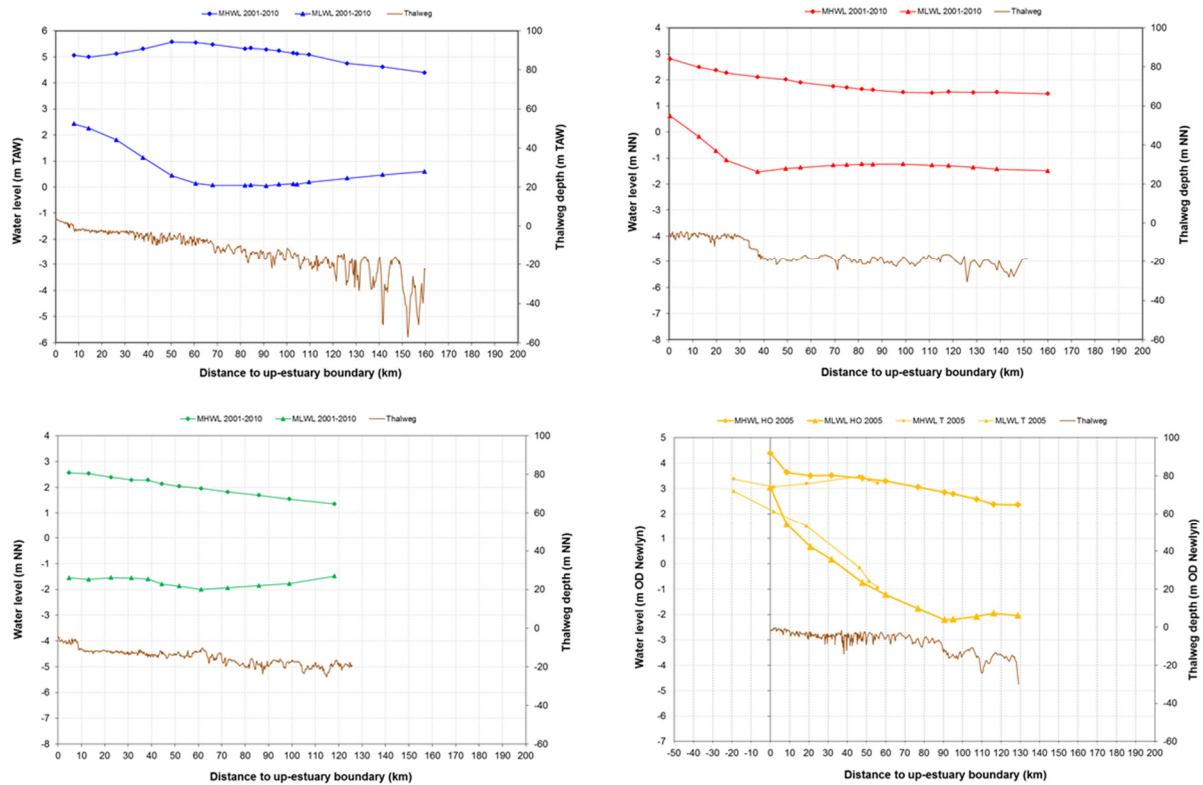 MHWL 2001-2010 MLWL 2001-2010 Thalweg
6 5 4 3 2 1 0 -1 -2 -3 -4 -5 -6
Water level (m TAW)
100 80 60 40 20 0 -20 -40 -60
Thalweg depth (m TAW)
0 10 20 30 40 50 60 70 80 90 100 110 120 130 140 150 160 170 180 190 200
Distance to up-estuary boundary (km)
MHWL 2001-2010 MLWL 2001-2010 Thalweg
4 3 2 1 0 -1 -2 -3 -4 -5 -6 -7 -8
Water level (m NN)
100 80 60 40 20 0 -20 -40 -60
Thalweg depth (m NN)
0 10 20 30 40 50 60 70 80 90 100 110 120 130 140 150 160 170 180 190 200
Distance to up-estuary boundary (km)
MHWL 2001-2010 MLWL 2001-2010 Thalweg
4 3 2 1 0 -1 -2 -3 -4 -5 -6 -7 -8
Water level (m NN)
100 80 60 40 20 0 -20 -40 -60
Thalweg depth (m NN)
0 10 20 30 40 50 60 70 80 90 100 110 120 130 140 150 160 170 180 190 200
Distance to up-estuary boundary (km)
MHWL HO 2005 MLWL HO 2005 MHWL T 2005 MLWL T 2005 Thalweg
5 4 3 2 1 0 -1 -2 -3 -4 -5 -6 -7
Water level (m OD Newlyn)
100 80 60 40 20 0 -20 -40 -60
Thalweg depth (m OD Newlyn)
-50 -40 -30 -20 -10 0 10 20 30 40 50 60 70 80 90 100 110 120 130 140 150 160 170 180 190 200
Distance to up-estuary boundary (km)